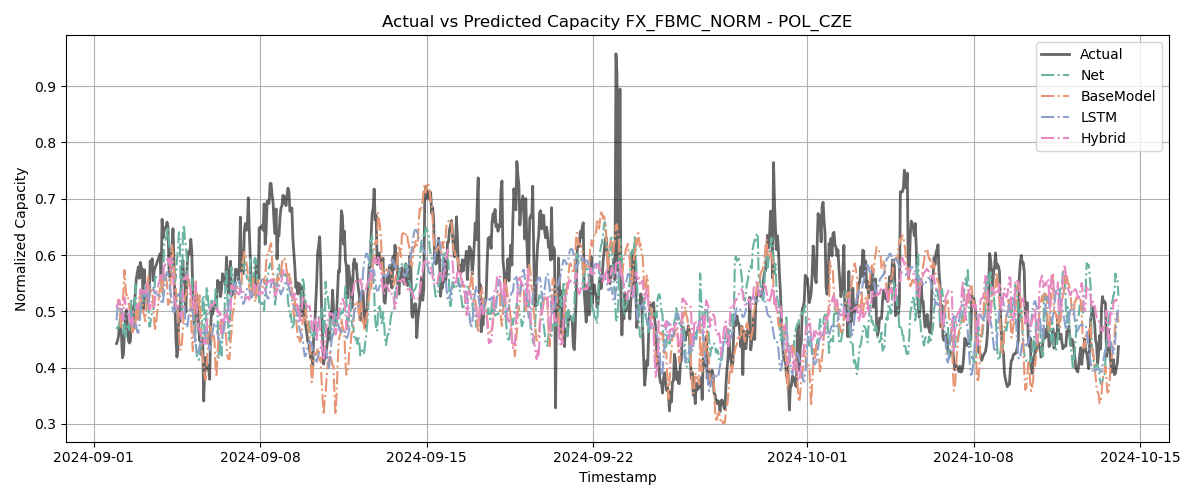 Actual vs Predicted Capacity FX_FBMC_NORM - POL_CZE
Normalized Capacity
0.9
0.8
0.7
0.6
0.5
0.4
0.3
Actual
Net
BaseModel
LSTM
Hybrid
2024-09-01 2024-09-08 2024-09-15 2024-09-22 2024-10-01 2024-10-08 2024-10-15
Timestamp